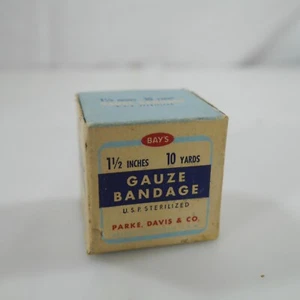 BAY'S
1½ INCHES 10 YARDS
GAUZE
BANDAGE
U.S.P. STERILIZED
PARKE, DAVIS & CO.